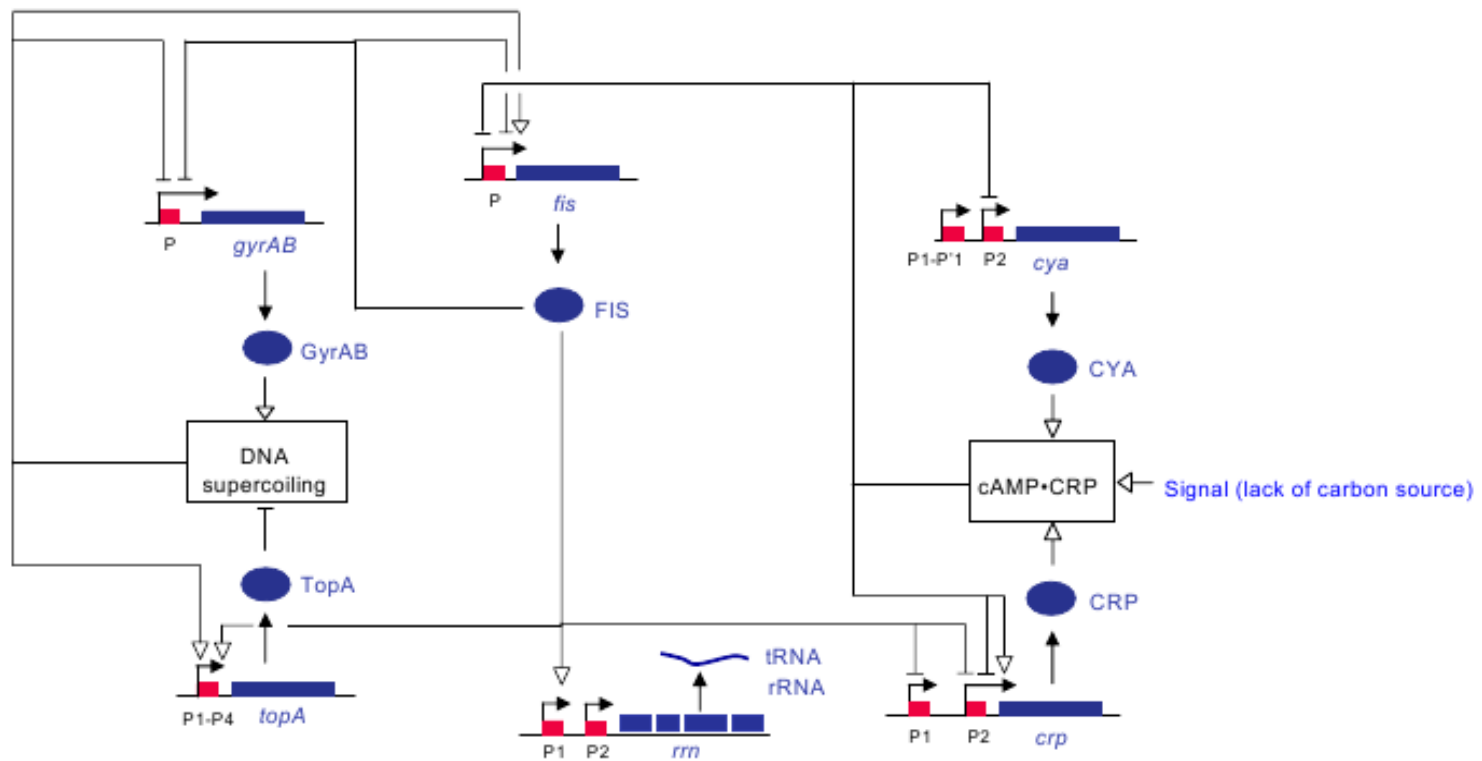 P
fis
P
gyrAB
P1-P'1
P2
cya
FIS
GyrAB
CYA
DNA
supercoiling
cAMP•CRP
Signal (lack of carbon source)
TopA
CRP
tRNA
rRNA
P1-P4
topA
P1
P2
rrn
P1
P2
crp